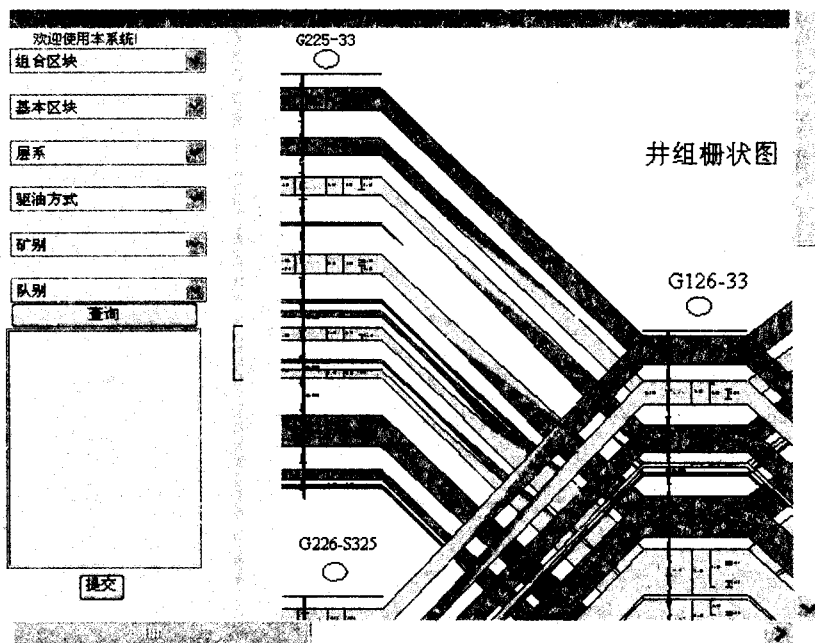 欢迎使用本系统!
组合区块
基本区块
层系
驱油方式
矿别
队别
查询
提交
G225-33
井组栅状图
G126-33
G226-S325